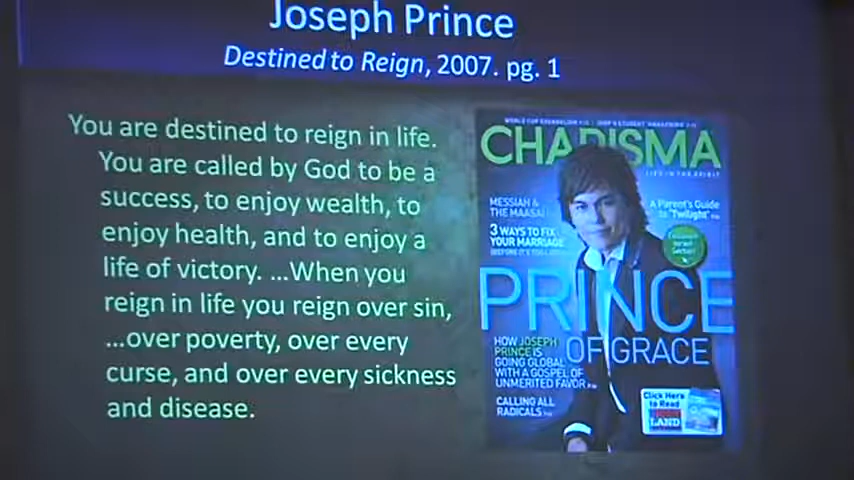 Joseph Prince
Destined to Reign, 2007. pg. 1
You are destined to reign in life.
You are called by God to be a
success, to enjoy wealth, to
enjoy health, and to enjoy a
life of victory. ...When you
reign in life you reign over sin,
...over poverty, over every
curse, and over every sickness
and disease.
CHARISMA
LIFE IN THE SPIRIT
MESSIAH &
THE MAASAI
3 WAYS TO FIX
YOUR MARRIAGE
A Parent's Guide
to "Twilight"
PRINCE
OF GRACE
HOW JOSEPH
PRINCE IS
GOING GLOBAL
WITH A GOSPEL OF
UNMERITED FAVOR
CALLING ALL
RADICALS
Click Here
to Read
LAND